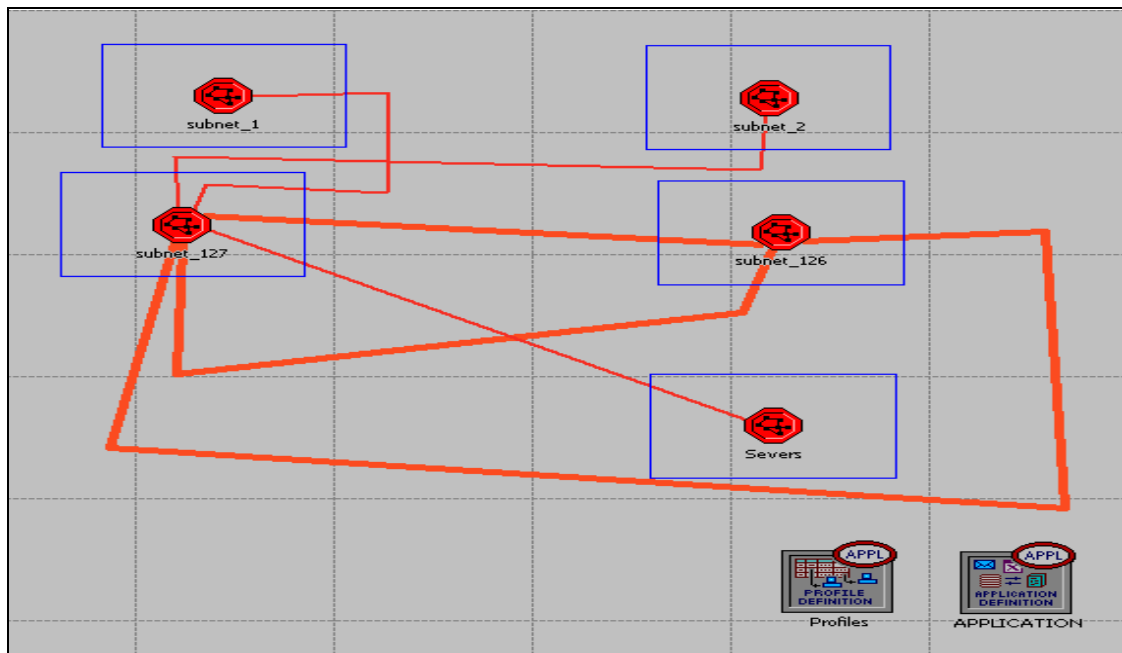 subnet_1
subnet_2
subnet_127
subnet_126
Severs
APPL
APPL
PROFILE
DEFINITION
APPLICATION
DEFINITION
Profiles
APPLICATION